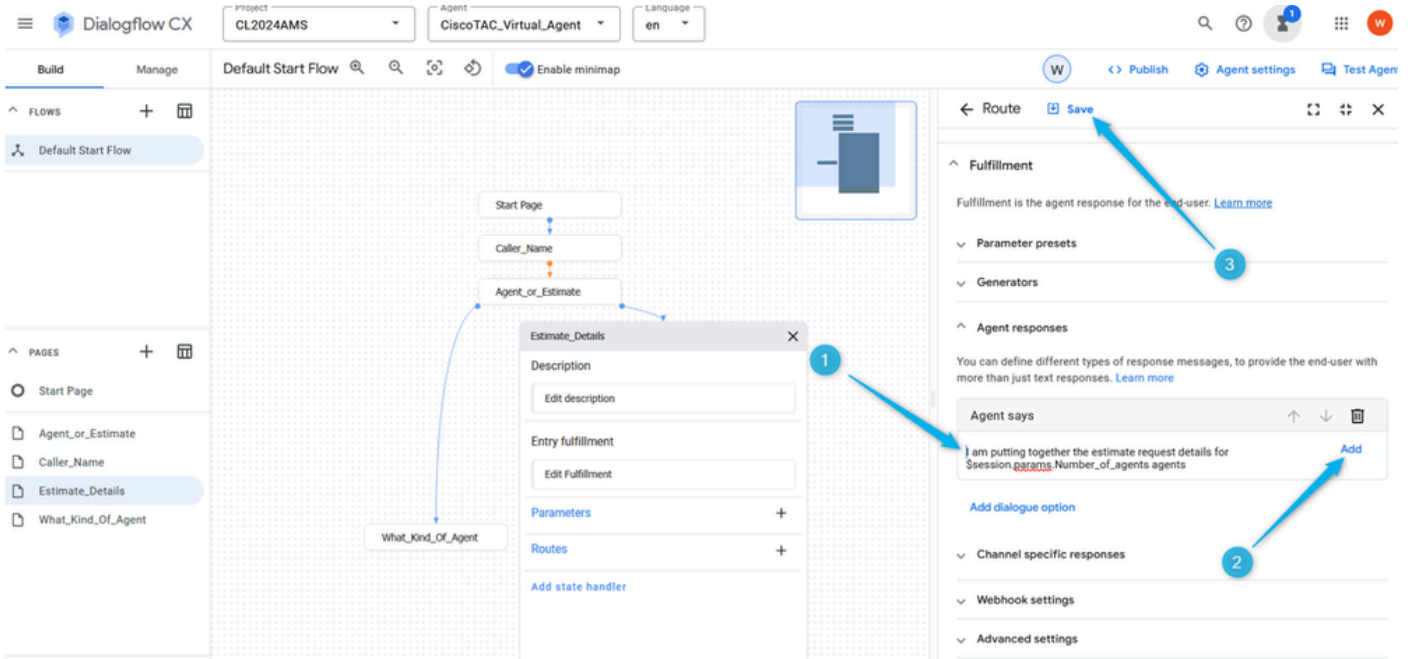 Dialogflow CX
Project
CL2024AMS
Agent
CiscoTAC_Virtual_Agent
Language
en
1
W
Build
Manage
Default Start Flow
Enable minimap
W
<> Publish
Agent settings
Test Agen
FLOWS
Default Start Flow
PAGES
Start Page
Agent_or_Estimate
Caller_Name
Estimate_Details
What_Kind_Of_Agent
Start Page
Caller_Name
Agent_or_Estimate
What_Kind_Of_Agent
Estimate_Details
Description
Edit description
Entry fulfillment
Edit Fulfillment
Parameters
Routes
Add state handler
Route
Save
Fulfillment
Fulfillment is the agent response for the end-user. Learn more
Parameter presets
3
Generators
Agent responses
1
You can define different types of response messages, to provide the end-user with
more than just text responses. Learn more
Agent says
I am putting together the estimate request details for
$session.params.Number_of_agents agents
Add
Add dialogue option
Channel specific responses
2
Webhook settings
Advanced settings